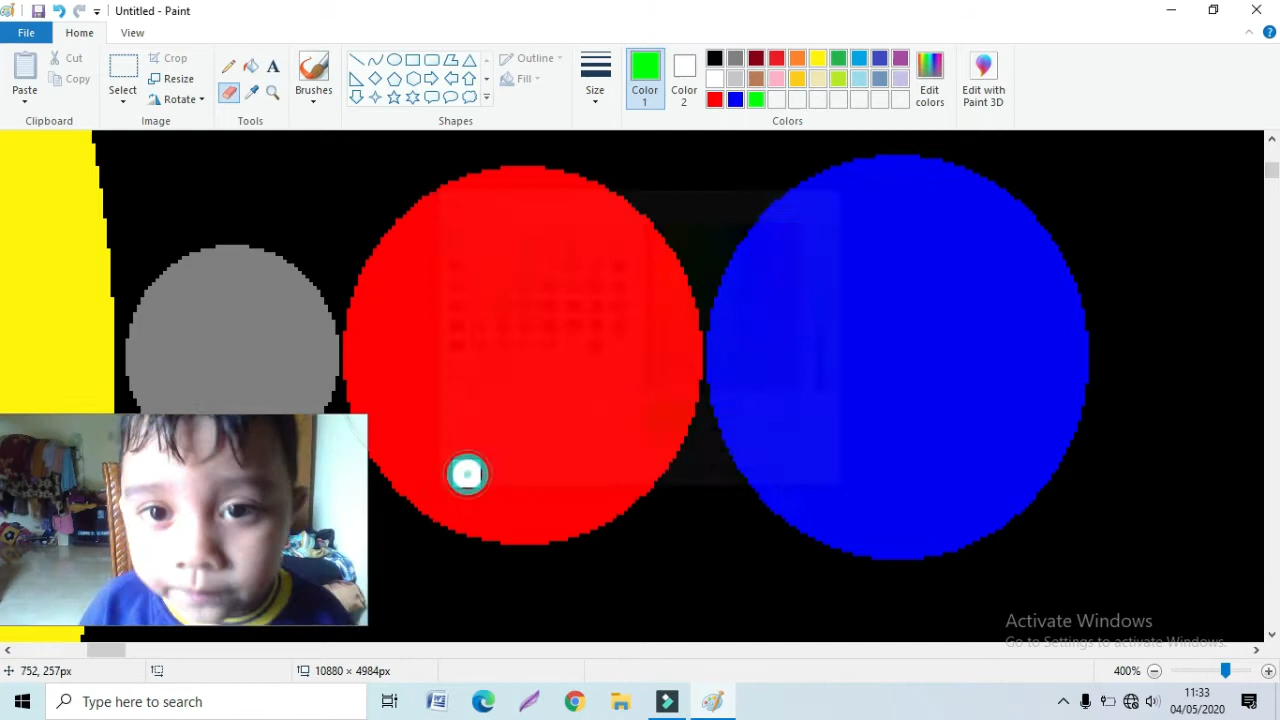 Untitled - Paint
File
Home
View
Paste
Cut
Copy
Clipboard
Select
Crop
Resize
Rotate
Image
Tools
Brushes
Shapes
Outline
Fill
Size
Color 1
Color 2
Colors
Edit colors
Edit with Paint 3D
Activate Windows
Go to Settings to activate Windows.
752, 257px
10880 × 4984px
400%
Type here to search
11:33
04/05/2020